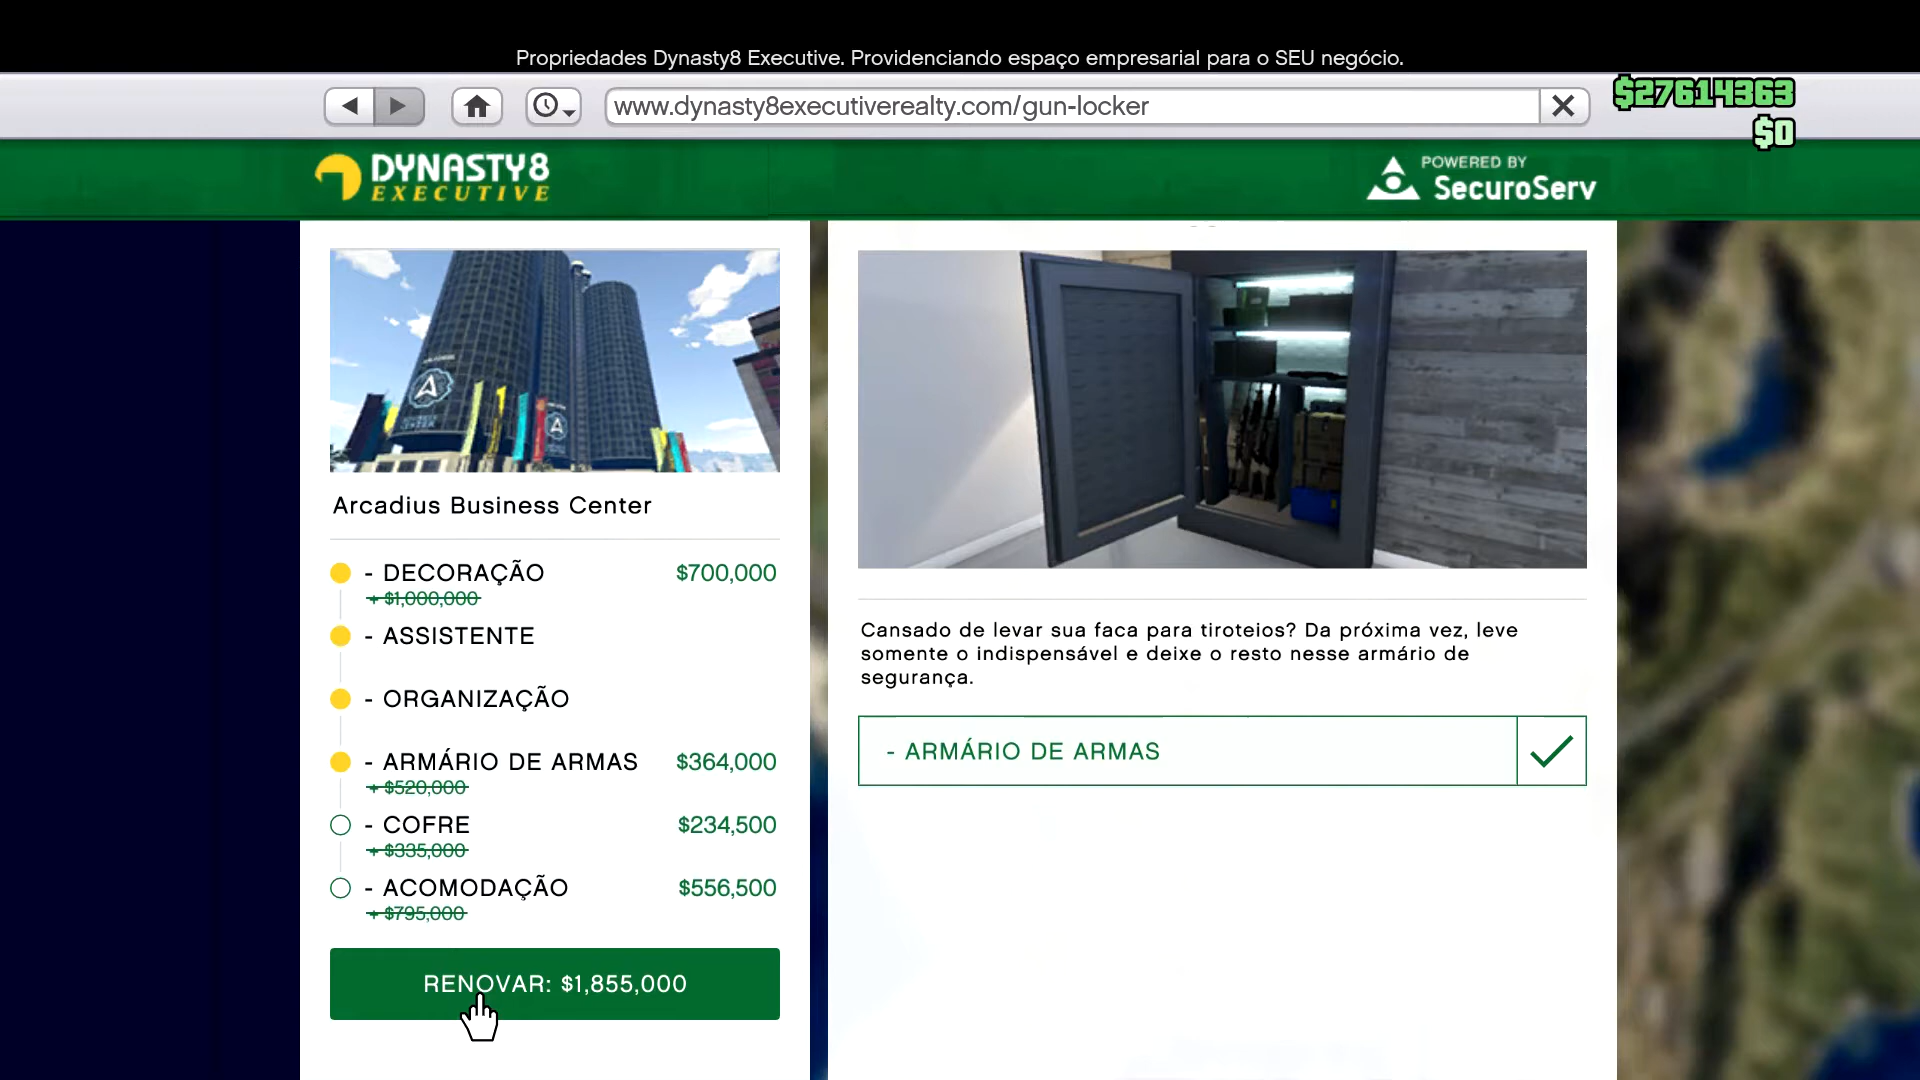 Propriedades Dynasty8 Executive. Providenciando espaço empresarial para o SEU negócio.
www.dynasty8executiverealty.com/gun-locker
$27614363
$0
DYNASTY8
EXECUTIVE
POWERED BY
SecuroServ
Arcadius Business Center
- DECORAÇÃO $700,000
+ $1,000,000
- ASSISTENTE
- ORGANIZAÇÃO
- ARMÁRIO DE ARMAS $364,000
+ $520,000
- COFRE $234,500
+ $335,000
- ACOMODAÇÃO $556,500
+ $795,000
RENOVAR: $1,855,000
Cansado de levar sua faca para tiroteios? Da próxima vez, leve
somente o indispensável e deixe o resto nesse armário de
segurança.
- ARMÁRIO DE ARMAS